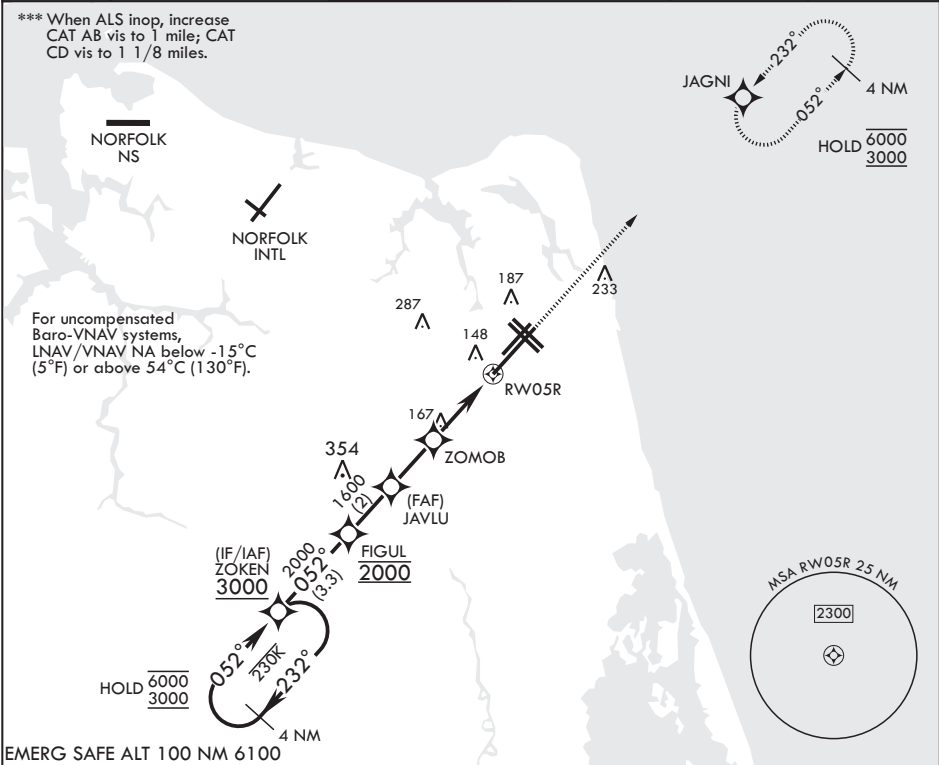 *** When ALS inop, increase
CAT AB vis to 1 mile; CAT
CD vis to 1 1/8 miles.
NORFOLK
NS
NORFOLK
INTL
JAGNI
232°
052°
4 NM
HOLD 6000
3000
For uncompensated
Baro-VNAV systems,
LNAV/VNAV NA below -15°C
(5°F) or above 54°C (130°F).
287
187
233
148
RW05R
167
ZOMOB
354
1600
(2)
(FAF)
JAVLU
(IF/IAF)
ZOKEN
3000
2000
052°
(3.3)
FIGUL
2000
052°
230K
232°
HOLD 6000
3000
4 NM
MSA RW05R 25 NM
2300
EMERG SAFE ALT 100 NM 6100